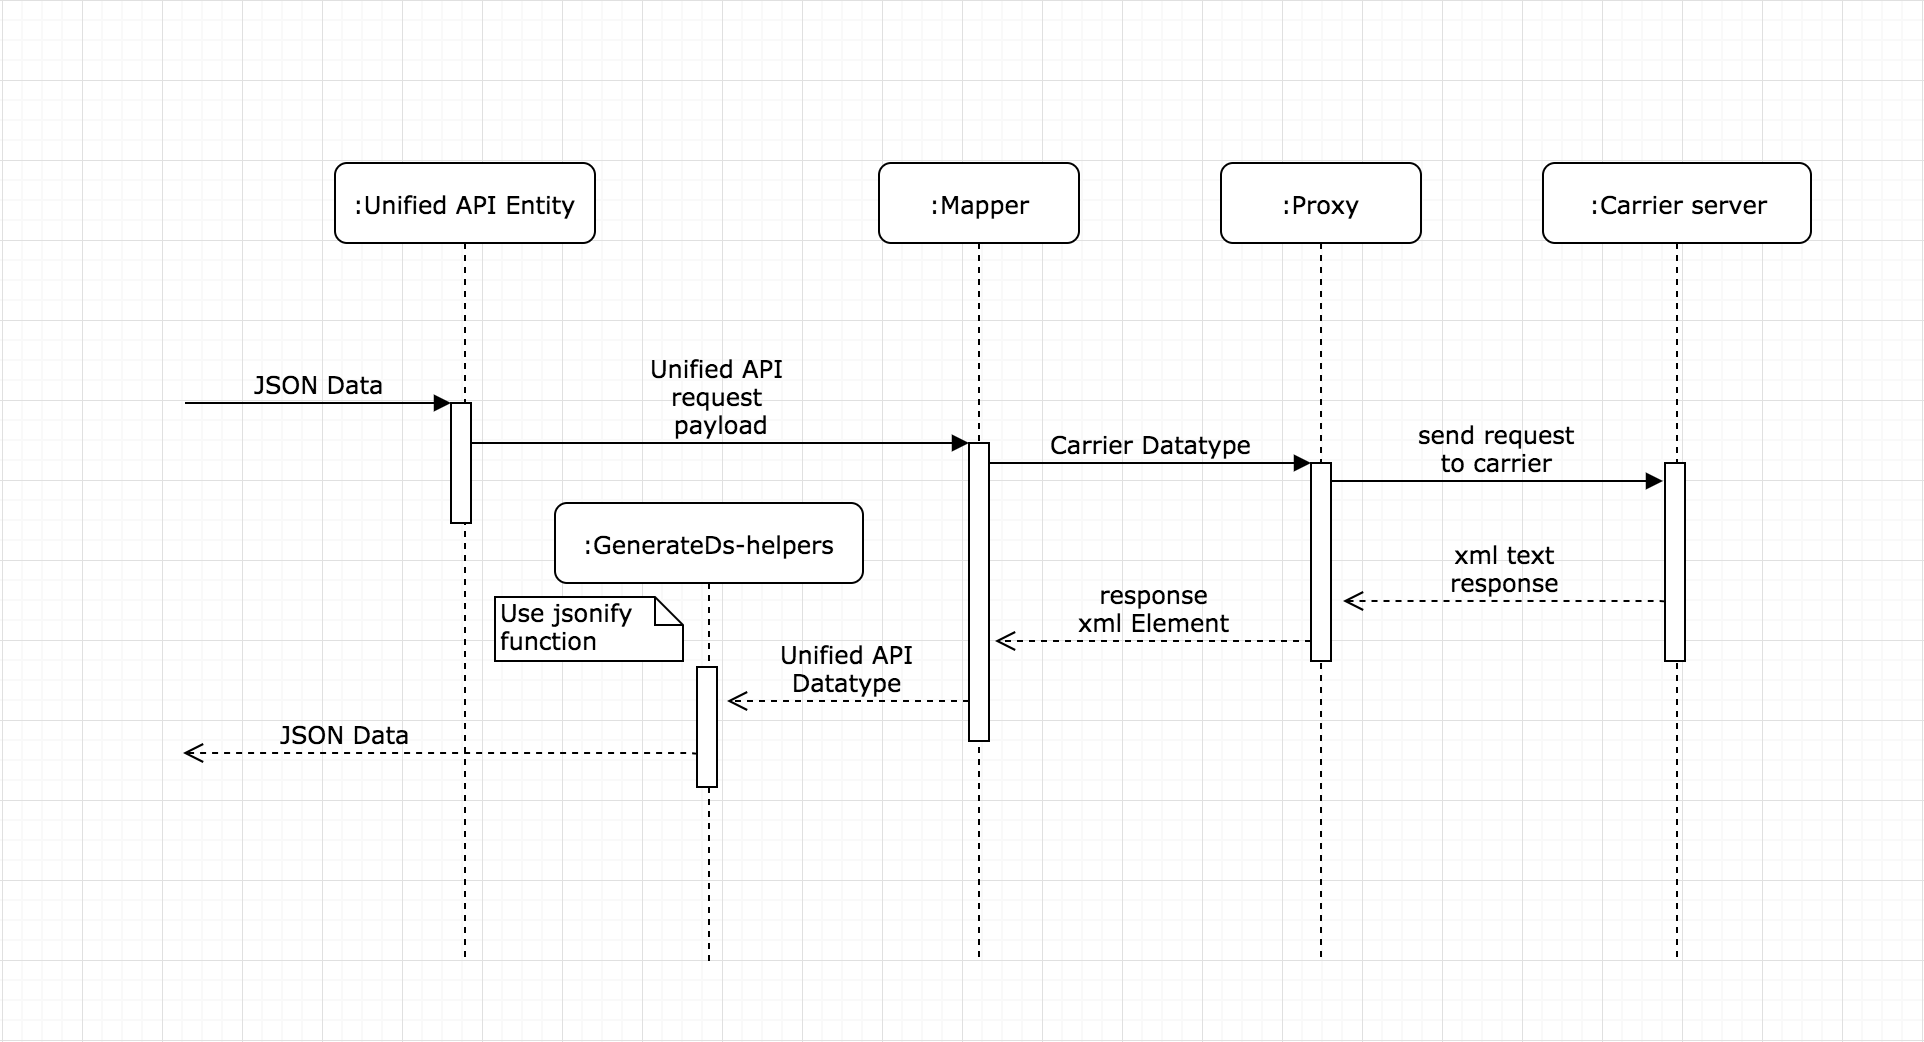 :Unified API Entity
:Mapper
:Proxy
:Carrier server
JSON Data
Unified API
request
payload
Carrier Datatype
send request
to carrier
:GenerateDs-helpers
xml text
response
Use jsonify
function
response
xml Element
Unified API
Datatype
JSON Data